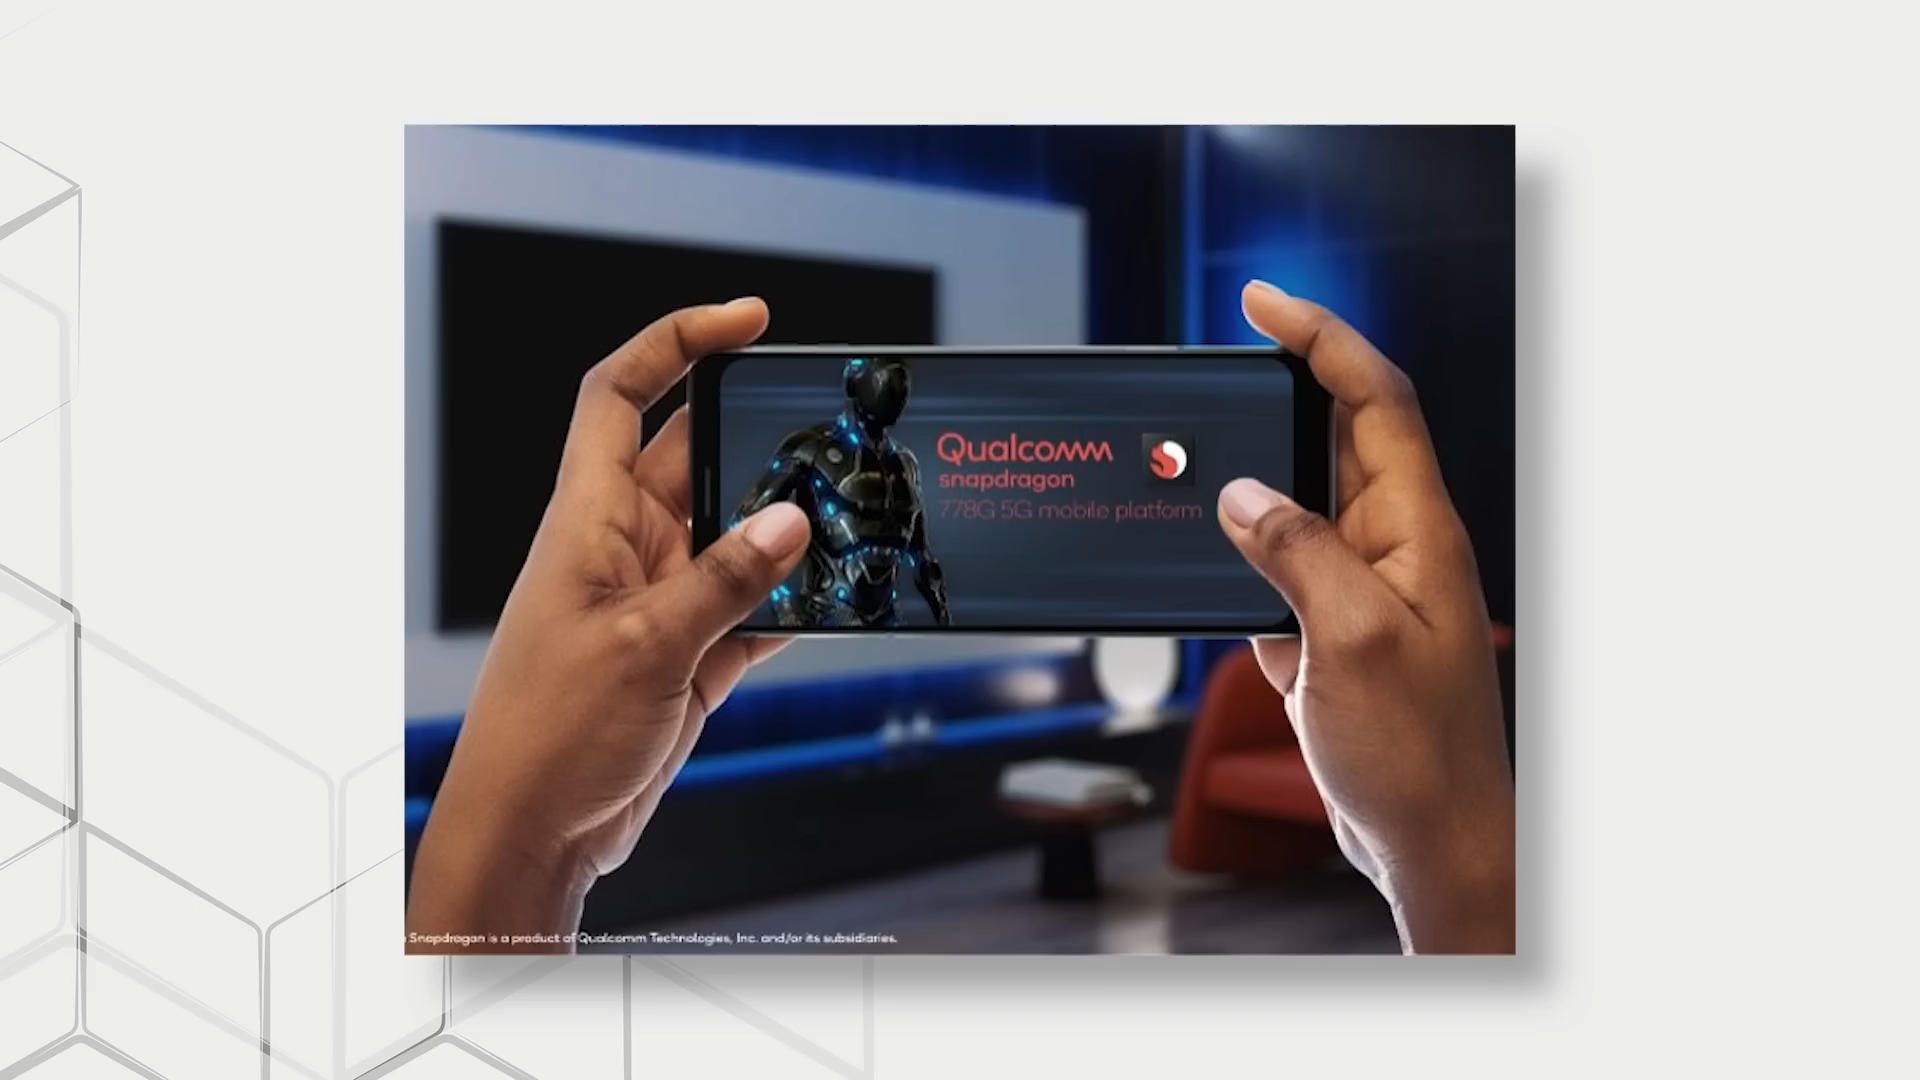 Qualcomm
snapdragon
778G 5G mobile platform
Snapdragon is a product of Qualcomm Technologies, Inc. and/or its subsidiaries.